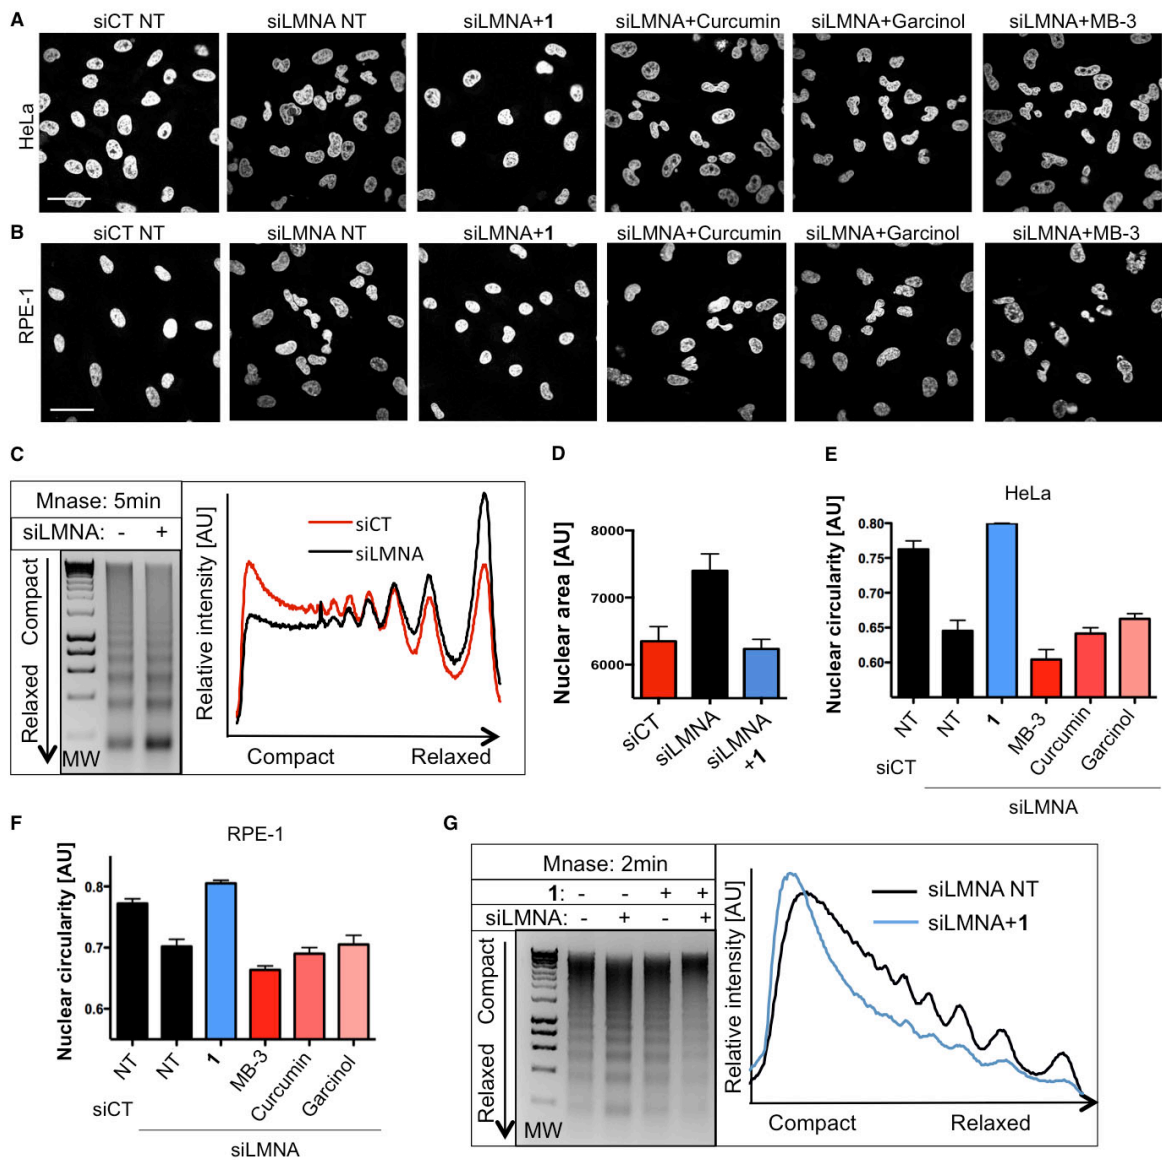 A
siCT NT siLMNA NT siLMNA+1 siLMNA+Curcumin siLMNA+Garcinol siLMNA+MB-3
HeLa
B
siCT NT siLMNA NT siLMNA+1 siLMNA+Curcumin siLMNA+Garcinol siLMNA+MB-3
RPE-1
C
Mnase: 5min
siLMNA: - +
Compact
Relaxed
MW
Relative intensity [AU]
siCT
siLMNA
Compact Relaxed
D
Nuclear area [AU]
8000
7000
6000
siCT
siLMNA
siLMNA
+1
E
HeLa
Nuclear circularity [AU]
0.80
0.65
0.60
NT NT 1 MB-3 Curcumin Garcinol
siCT
siLMNA
F
RPE-1
Nuclear circularity [AU]
0.8
0.7
0.6
NT NT 1 MB-3 Curcumin Garcinol
siCT
siLMNA
G
Mnase: 2min
1: - - + +
siLMNA: - + - +
Compact
Relaxed
MW
Relative intensity [AU]
siLMNA NT
siLMNA+1
Compact Relaxed